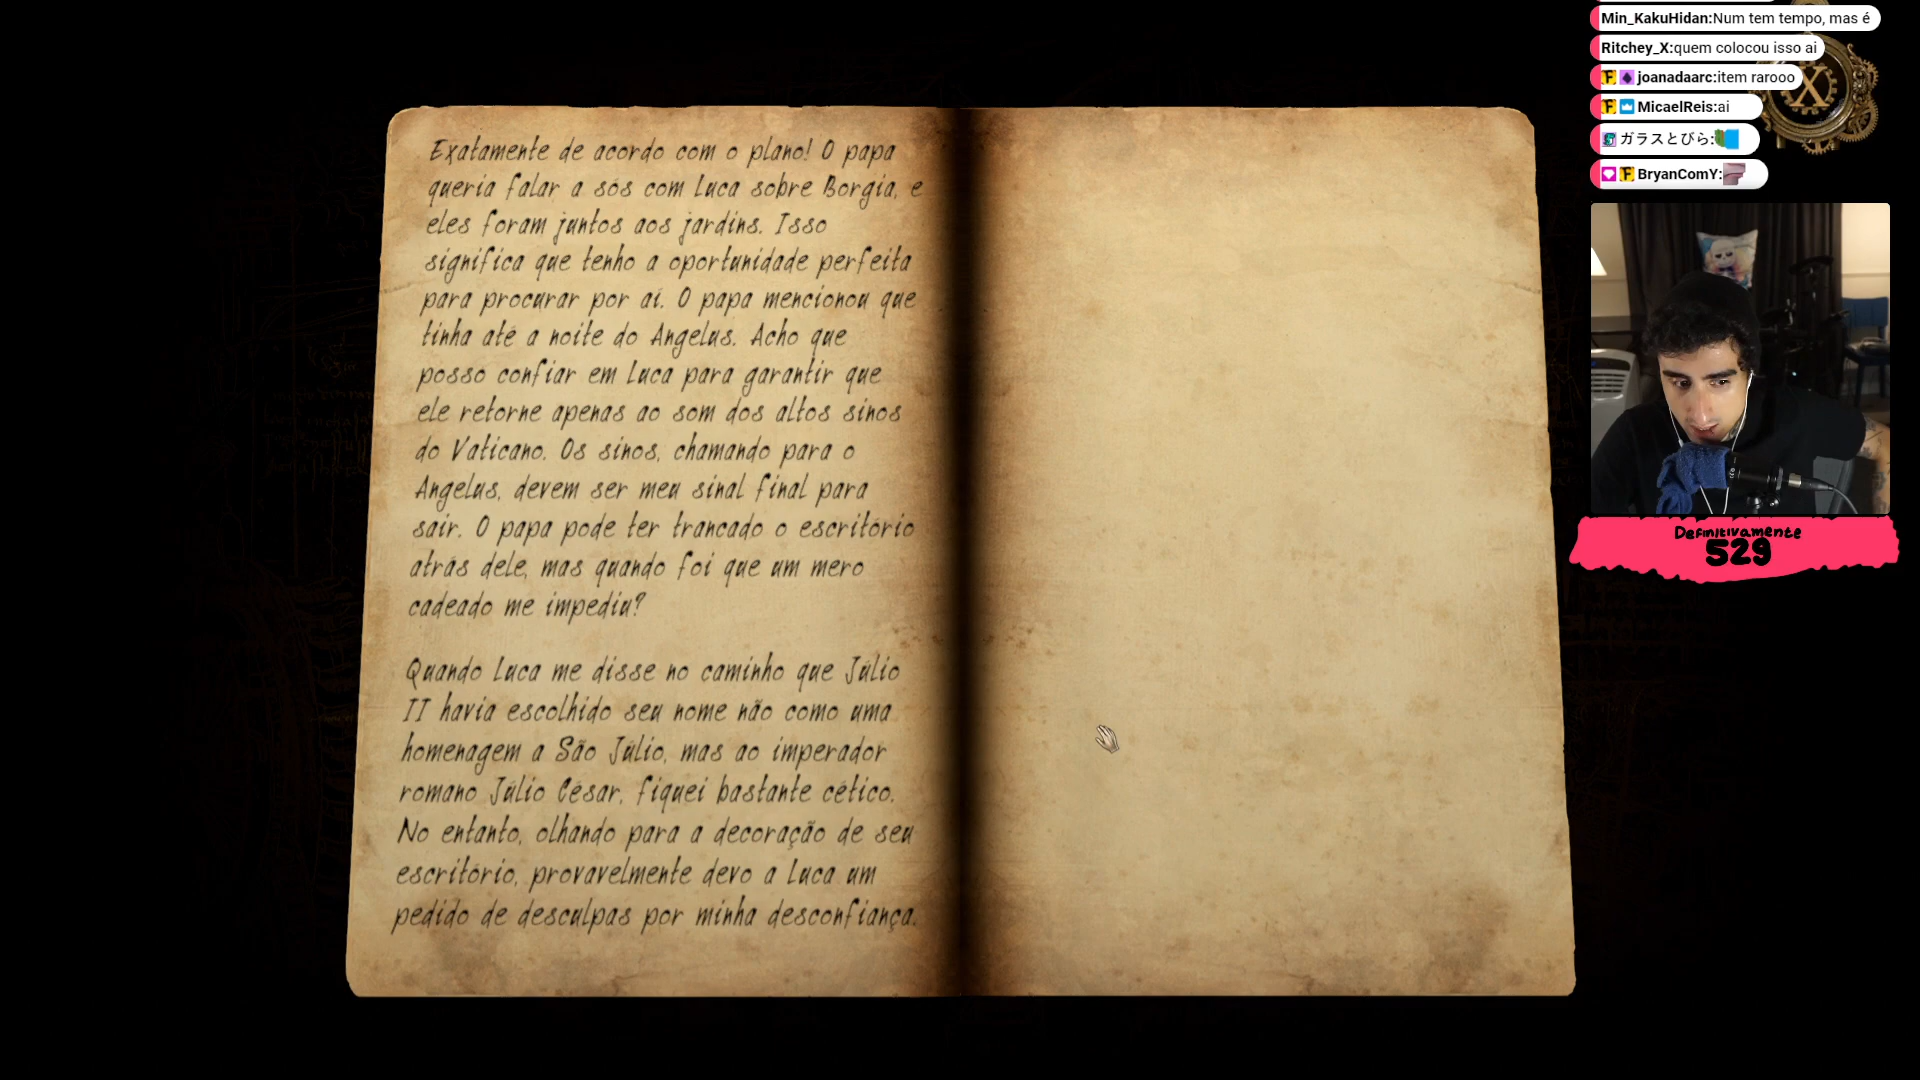 Exatamente de acordo com o plano! O papa
queria falar a sós com Luca sobre Borgia, e
eles foram juntos aos jardins. Isso
significa que tenho a oportunidade perfeita
para procurar por aí. O papa mencionou que
tinha até a noite do Angelus. Acho que
posso confiar em Luca para garantir que
ele retorne apenas ao som dos altos sinos
do Vaticano. Os sinos, chamando para o
Angelus, devem ser meu sinal final para
sair. O papa pode ter trancado o escritório
atrás dele, mas quando foi que um mero
cadeado me impediu?
Quando Luca me disse no caminho que Júlio
II havia escolhido seu nome não como uma
homenagem a São Júlio, mas ao imperador
romano Júlio César, fiquei bastante cético.
No entanto, olhando para a decoração de seu
escritório, provavelmente devo a Luca um
pedido de desculpas por minha desconfiança.
Min_KakuHidan:Num tem tempo, mas é
Ritchey_X:quem colocou isso ai
joanadaarc:item rarooo
MicaelReis:ai
ガラスとびら:
BryanComY:
Definitivamente
529